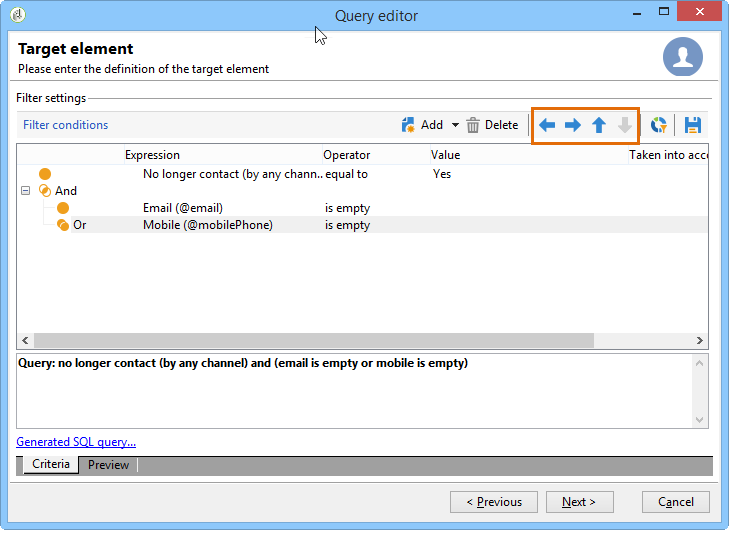 Query editor
Target element
Please enter the definition of the target element
Filter settings
Filter conditions Add Delete
Expression Operator Value Taken into acco
No longer contact (by any chann.. equal to Yes
And
Email (@email) is empty
Or Mobile (@mobilePhone) is empty
Query: no longer contact (by any channel) and (email is empty or mobile is empty)
Generated SQL query...
Criteria Preview
< Previous Next > Cancel